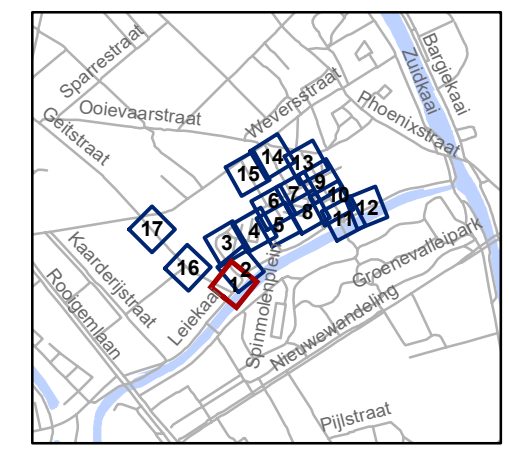 Sparrestraat
Bargiekaai
Zuidkaai
Weversstraat
Phoenixstraat
Ooievaarstraat
Geitstraat
14
13
15
9
7
10
6
12
8
11
17
5
4
3
16
2
1
Kaarderijstraat
Groenevalleipark
Rooigemlaan
Leiekaai
Spinmolenplein
Nieuwewandeling
Pijlstraat